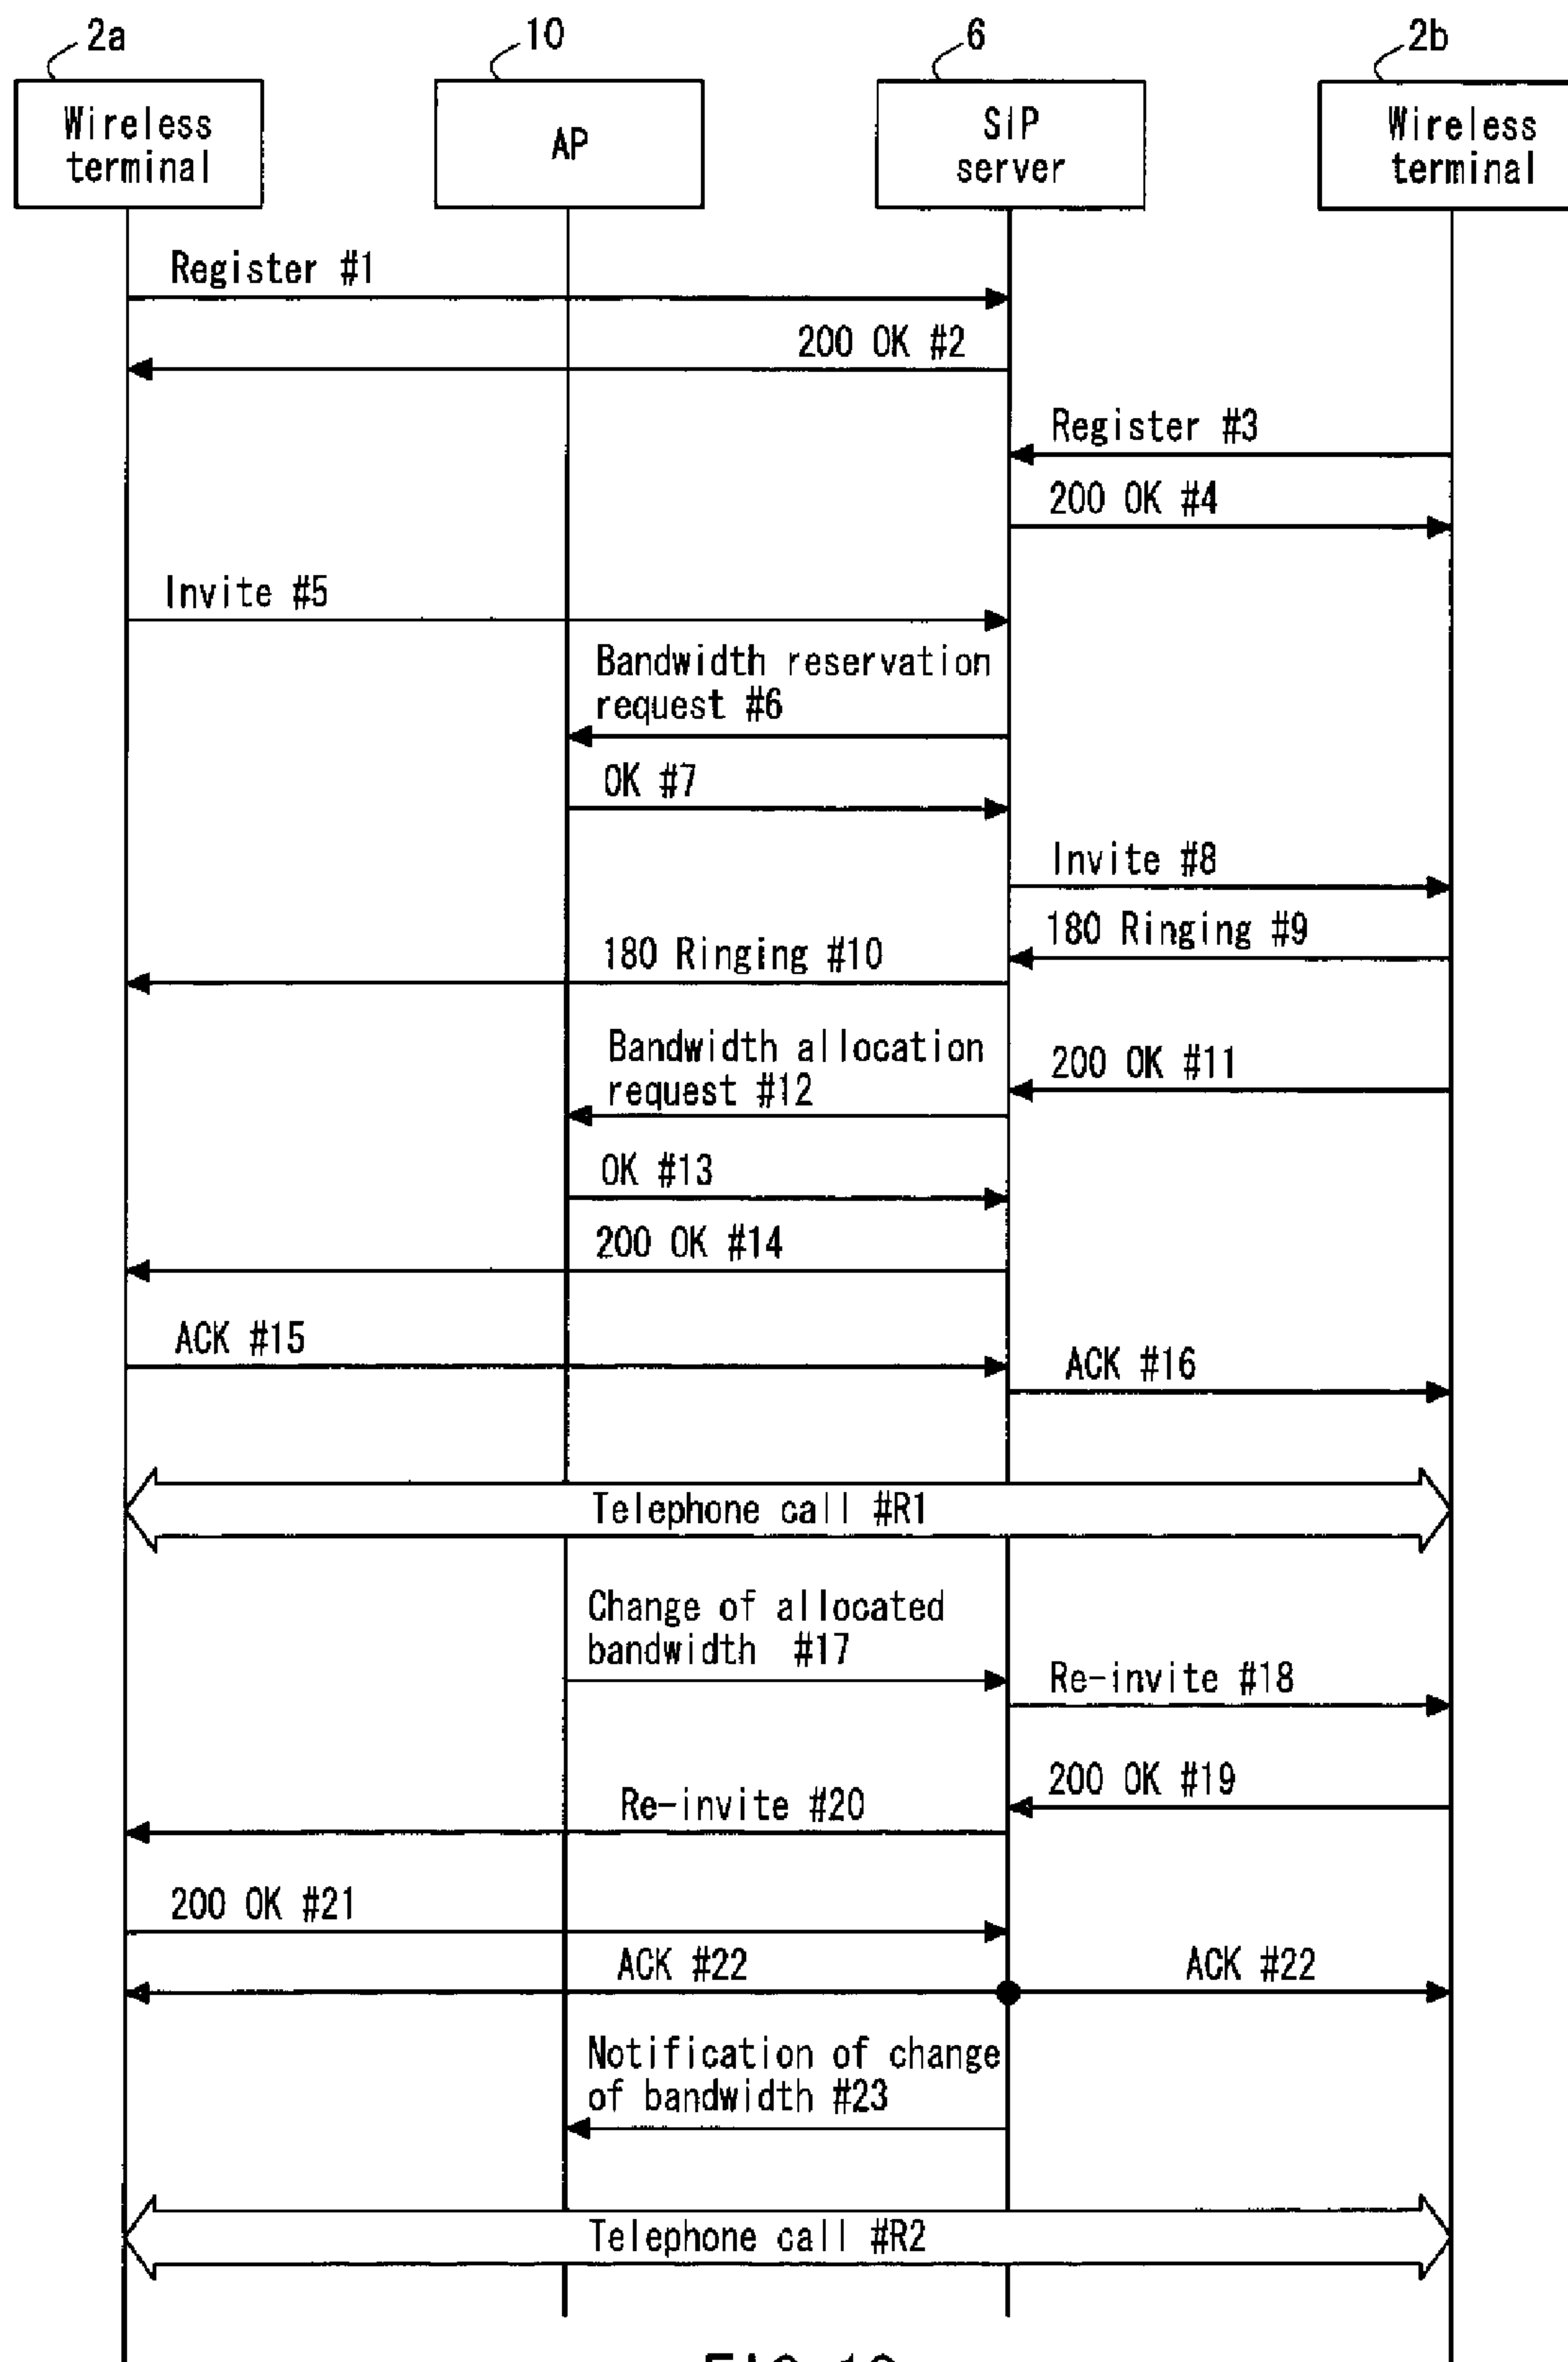 2a
10
6
2b
Wireless
terminal
AP
SIP
server
Wireless
terminal
Register #1
200 OK #2
Register #3
200 OK #4
Invite #5
Bandwidth reservation
request #6
OK #7
Invite #8
180 Ringing #9
180 Ringing #10
Bandwidth allocation
request #12
200 OK #11
OK #13
200 OK #14
ACK #15
ACK #16
Telephone call #R1
Change of allocated
bandwidth #17
Re-invite #18
200 OK #19
Re-invite #20
200 OK #21
ACK #22
ACK #22
Notification of change
of bandwidth #23
Telephone call #R2